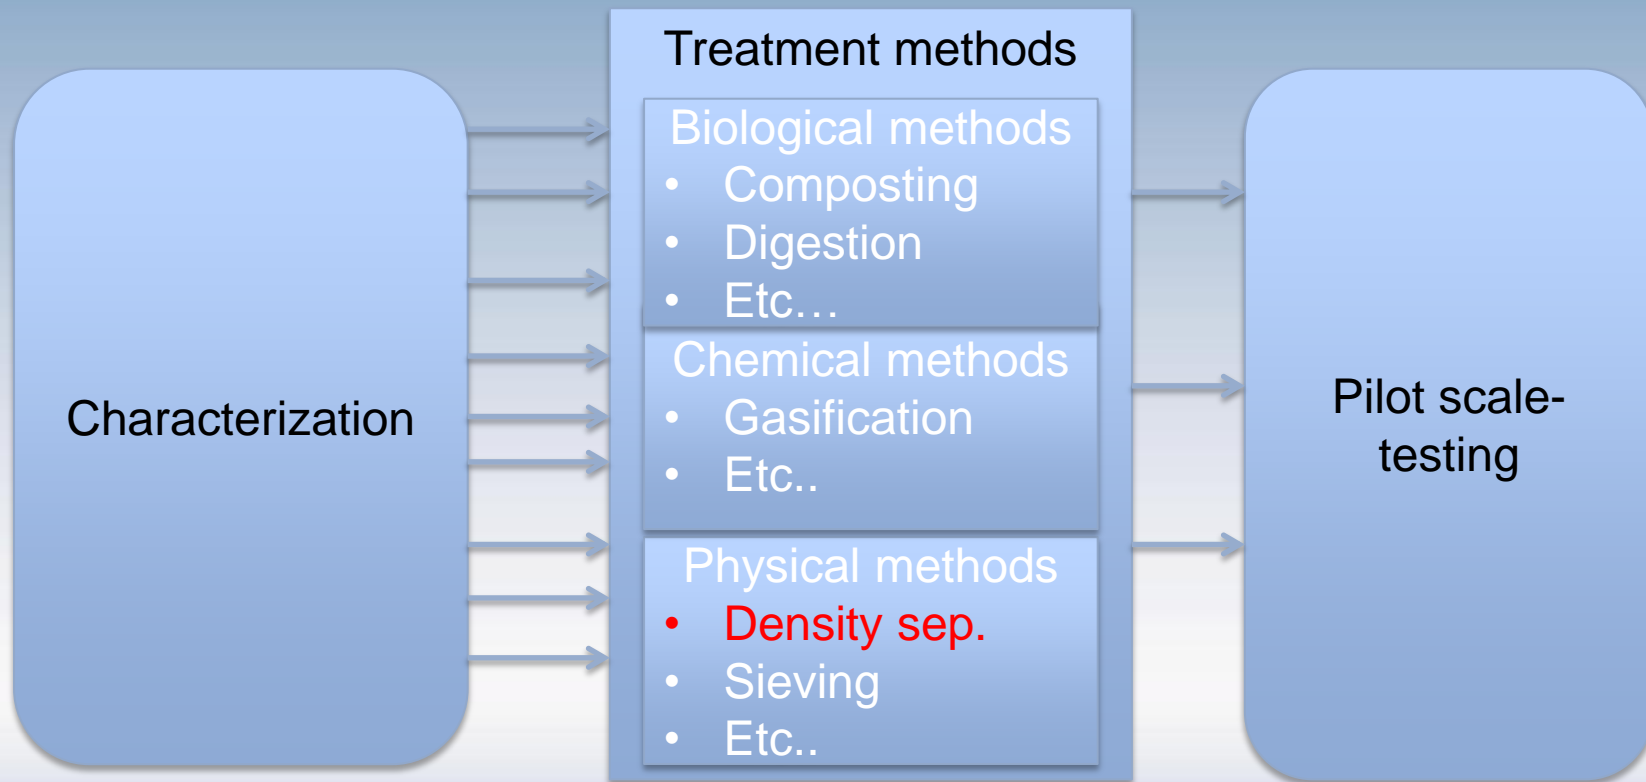 Characterization
Treatment methods
Biological methods
• Composting
• Digestion
• Etc…
Chemical methods
• Gasification
• Etc..
Physical methods
• Density sep.
• Sieving
• Etc..
Pilot scale-
testing